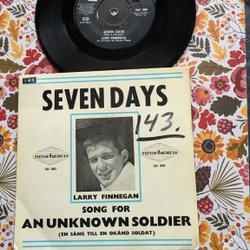 SEVEN DAYS
LARRY FINNEGAN
143
SEVEN DAYS
143.
LARRY FINNEGAN
SONG FOR
AN UNKNOWN SOLDIER
(EN SÅNG TILL EN OKÄND SOLDAT)